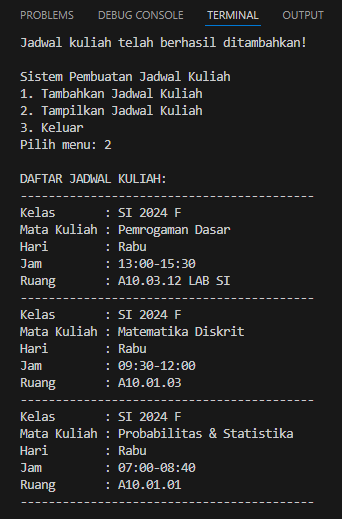 PROBLEMS DEBUG CONSOLE TERMINAL OUTPUT
Jadwal kuliah telah berhasil ditambahkan!
Sistem Pembuatan Jadwal Kuliah
1. Tambahkan Jadwal Kuliah
2. Tampilkan Jadwal Kuliah
3. Keluar
Pilih menu: 2
DAFTAR JADWAL KULIAH:
------------------------------------------
Kelas       : SI 2024 F
Mata Kuliah : Pemrogaman Dasar
Hari        : Rabu
Jam         : 13:00-15:30
Ruang       : A10.03.12 LAB SI
------------------------------------------
Kelas       : SI 2024 F
Mata Kuliah : Matematika Diskrit
Hari        : Rabu
Jam         : 09:30-12:00
Ruang       : A10.01.03
------------------------------------------
Kelas       : SI 2024 F
Mata Kuliah : Probabilitas & Statistika
Hari        : Rabu
Jam         : 07:00-08:40
Ruang       : A10.01.01
------------------------------------------